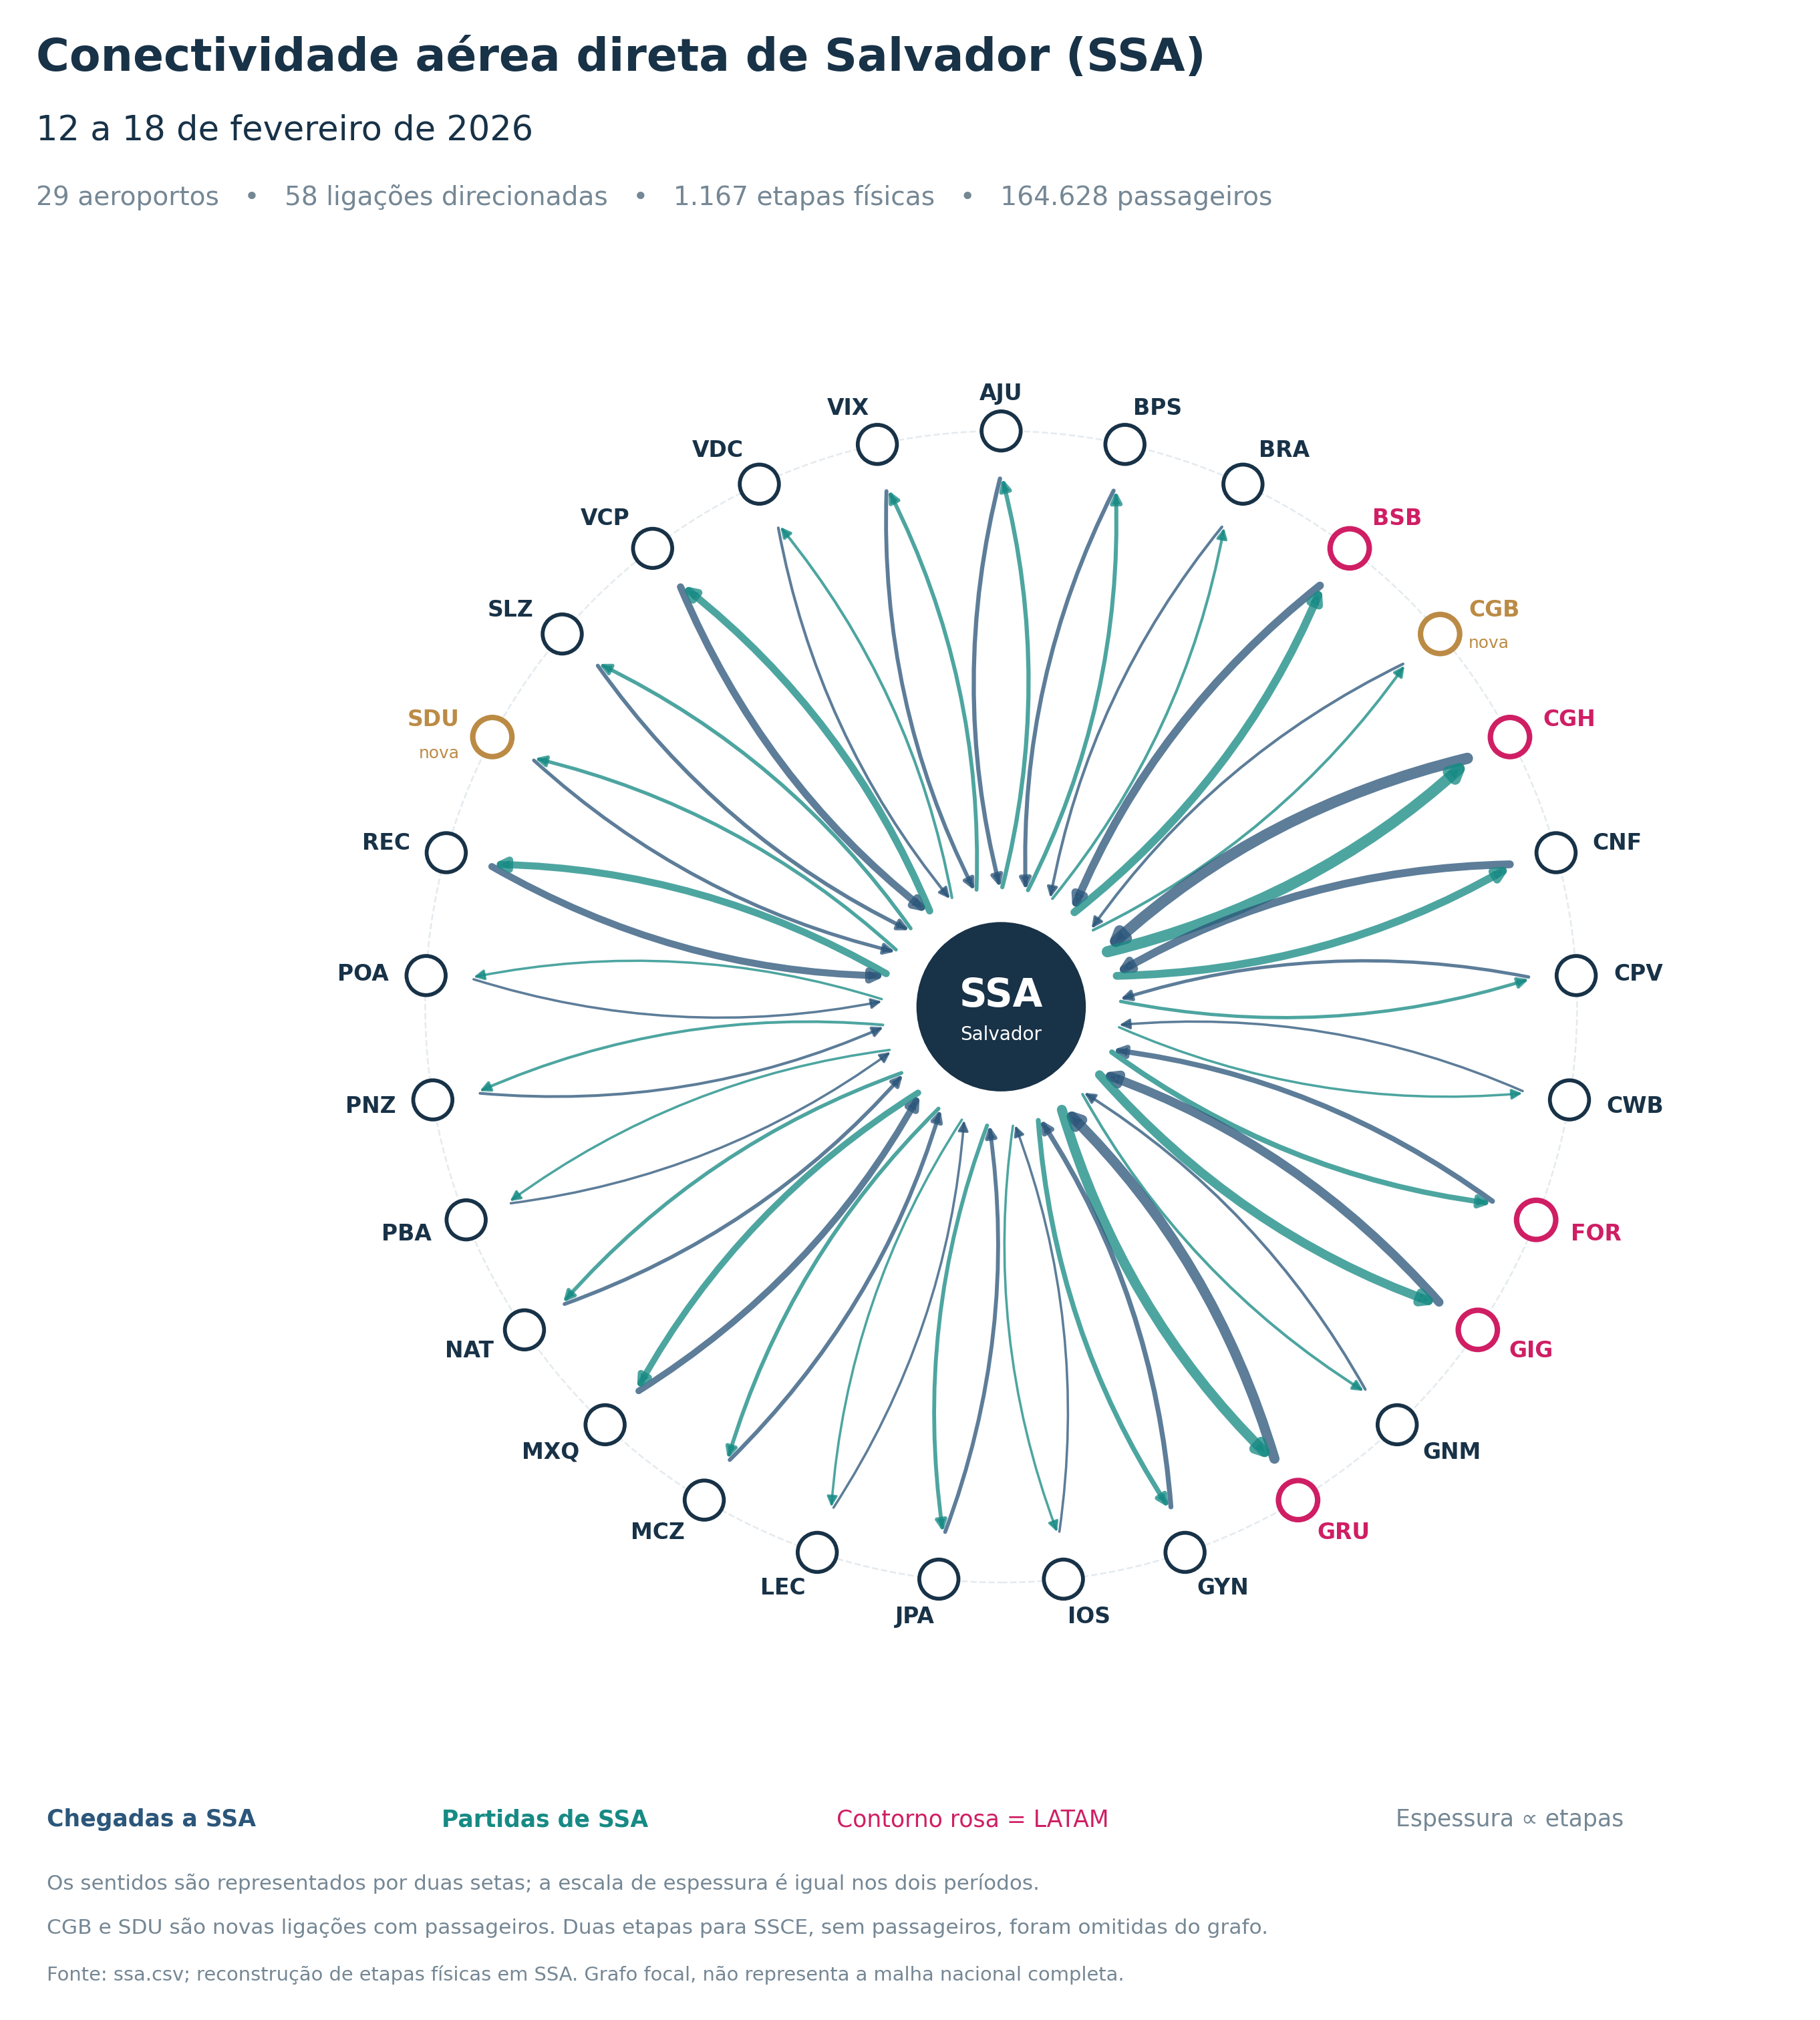 Conectividade aérea direta de Salvador (SSA)
12 a 18 de fevereiro de 2026
29 aeroportos • 58 ligações direcionadas • 1.167 etapas físicas • 164.628 passageiros
AJU
VIX
BPS
VDC
BRA
VCP
BSB
SLZ
CGB
nova
SDU
nova
CGH
REC
CNF
POA
CPV
SSA
Salvador
PNZ
CWB
PBA
FOR
NAT
GIG
MXQ
GNM
MCZ
GRU
LEC
GYN
JPA
IOS
Chegadas a SSA
Partidas de SSA
Contorno rosa = LATAM
Espessura ∝ etapas
Os sentidos são representados por duas setas; a escala de espessura é igual nos dois períodos.
CGB e SDU são novas ligações com passageiros. Duas etapas para SSCE, sem passageiros, foram omitidas do grafo.
Fonte: ssa.csv; reconstrução de etapas físicas em SSA. Grafo focal, não representa a malha nacional completa.